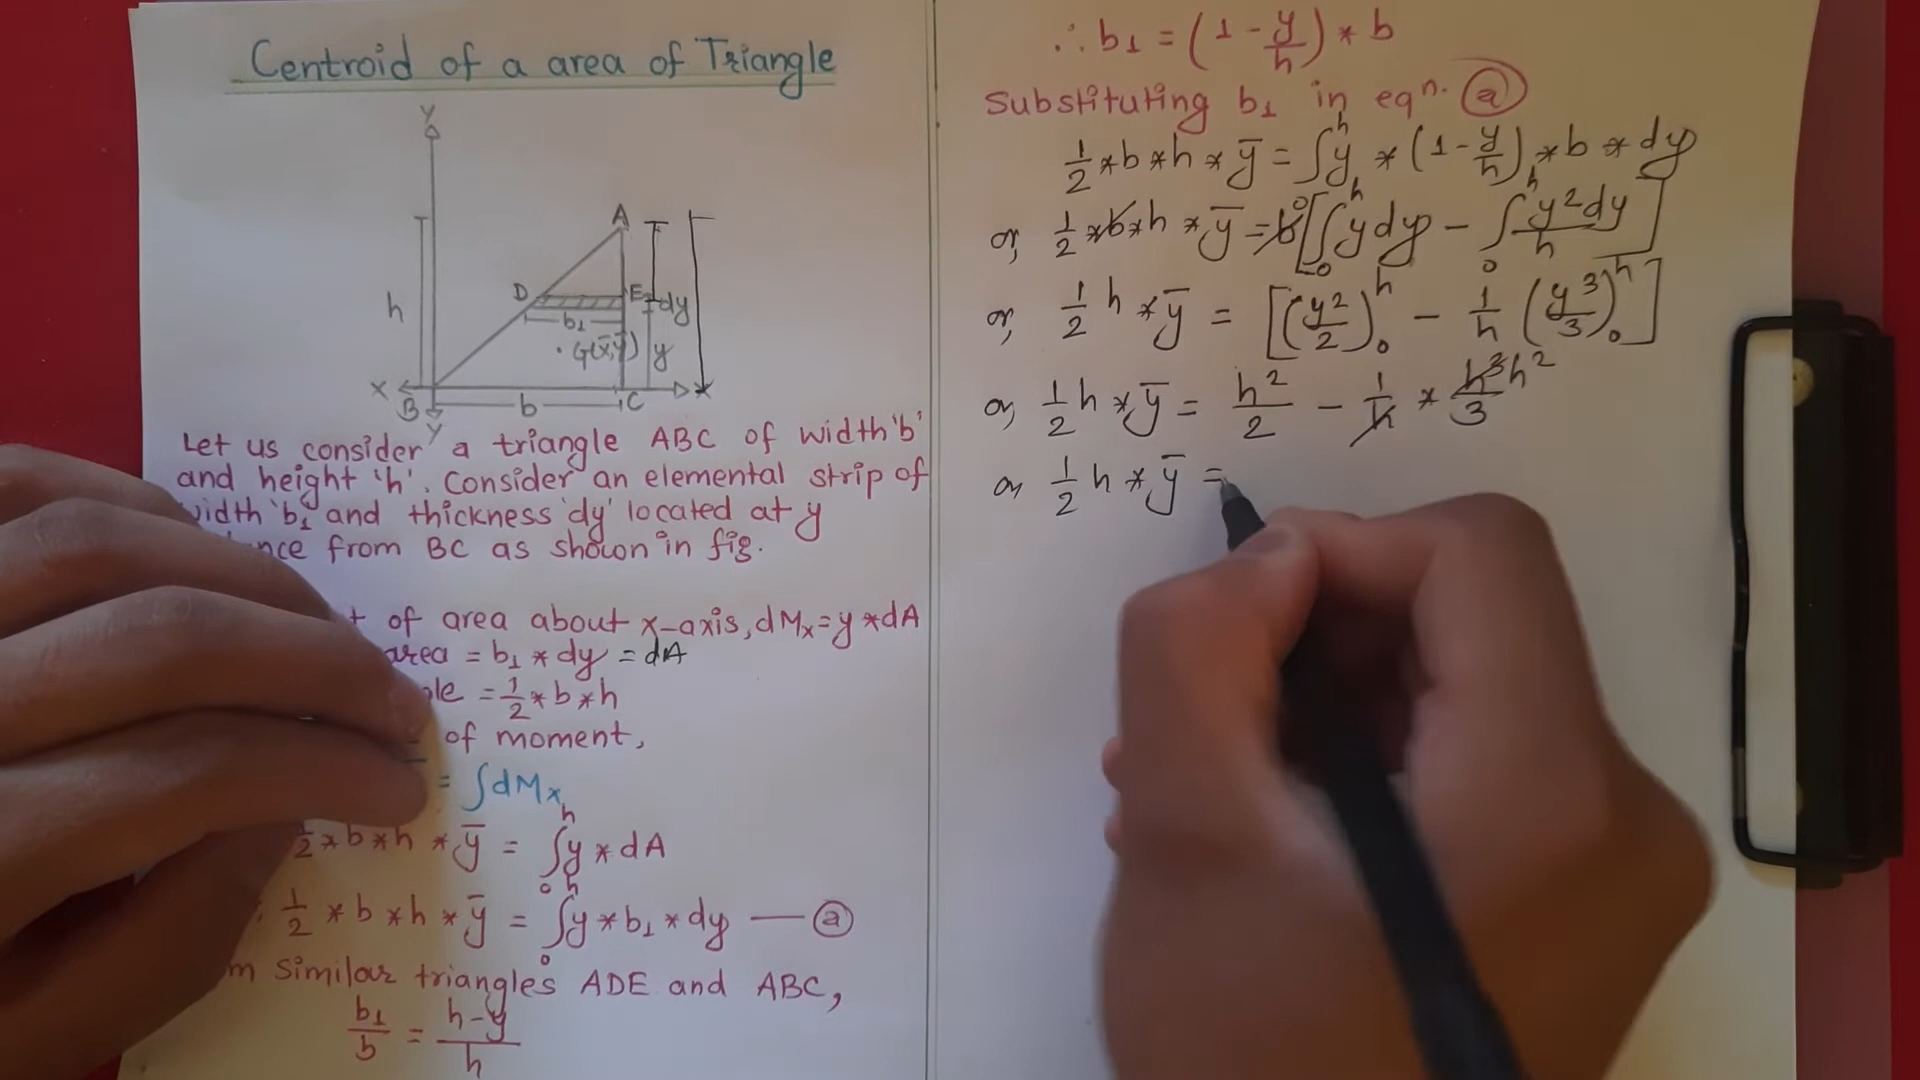 Centroid of a area of Triangle
Y
A
D E dy
h b₁
G(x̄,ȳ) y
X B b C X
Y
Let us consider a triangle ABC of width 'b'
and height 'h'. Consider an elemental strip of
width 'b₁' and thickness 'dy' located at y
from BC as shown in fig.
of area about x-axis, dMx = y * dA
area = b₁ * dy = dA
= 1/2 * b * h
of moment,
= ∫dMx
1/2 * b * h * ȳ = ∫₀ʰ y * dA
1/2 * b * h * ȳ = ∫₀ʰ y * b₁ * dy — ⓐ
similar triangles ADE and ABC,
b₁/b = (h-y)/h
∴ b₁ = (1 - y/h) * b
Substituting b₁ in eqⁿ. ⓐ
1/2 * b * h * ȳ = ∫₀ʰ y * (1 - y/h) * b * dy
or, 1/2 * b * h * ȳ = b[∫₀ʰ y dy - ∫₀ʰ y²dy/h]
or, 1/2 h * ȳ = [(y²/2)₀ʰ - 1/h (y³/3)₀ʰ]
or, 1/2 h * ȳ = h²/2 - 1/h * h³/3 h²
or 1/2 h * ȳ =